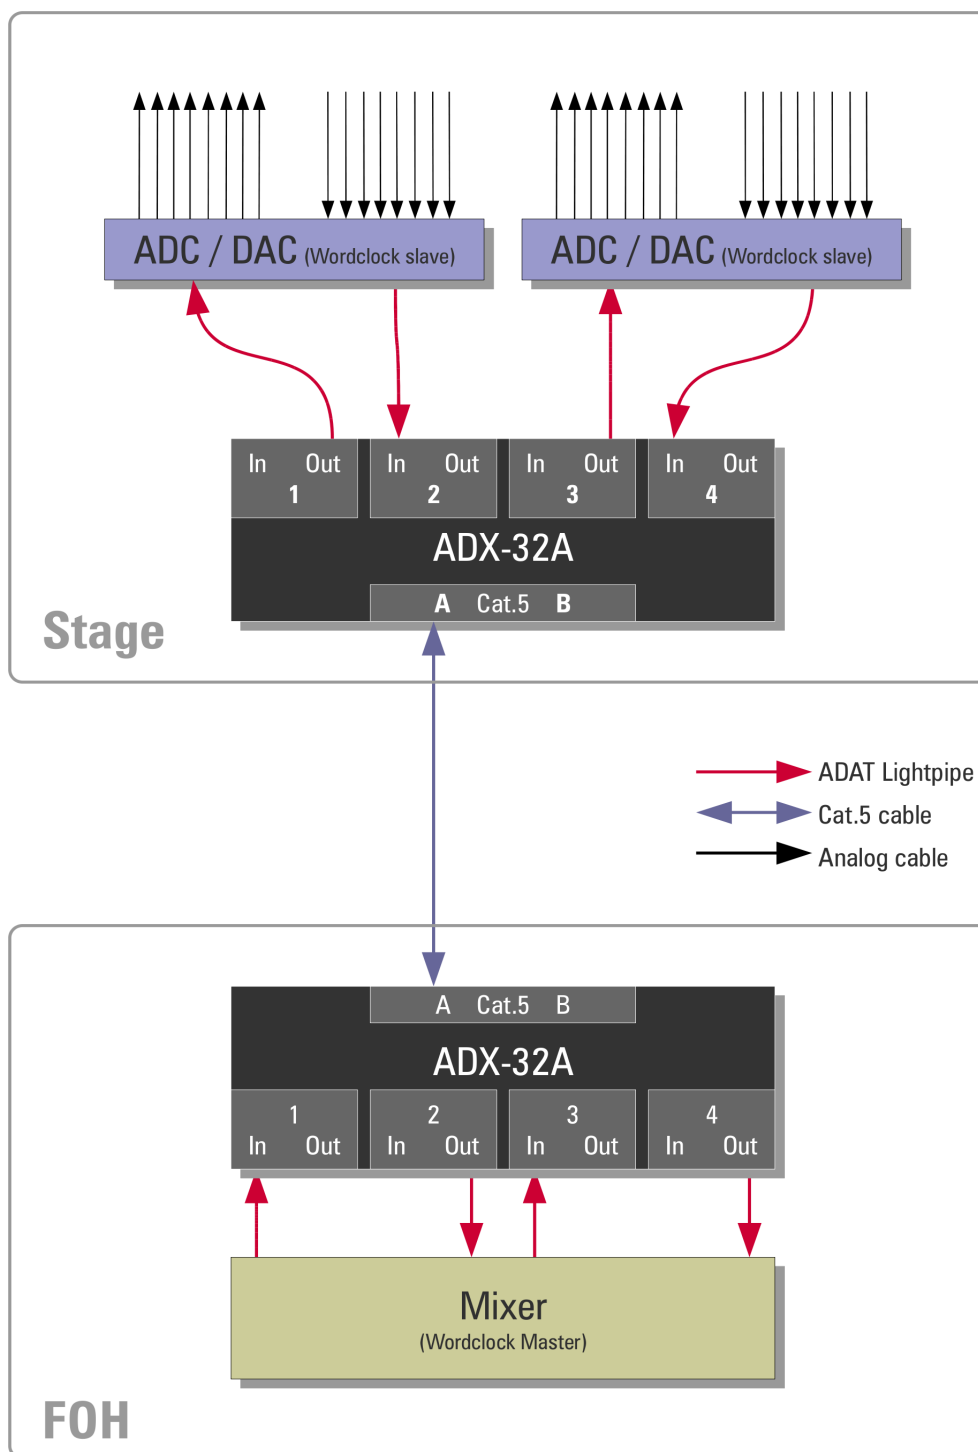 ADC / DAC (Wordclock slave)
ADC / DAC (Wordclock slave)
In Out
1
In Out
2
In Out
3
In Out
4
ADX-32A
A Cat.5 B
Stage
ADAT Lightpipe
Cat.5 cable
Analog cable
A Cat.5 B
ADX-32A
1
In Out
2
In Out
3
In Out
4
In Out
Mixer
(Wordclock Master)
FOH